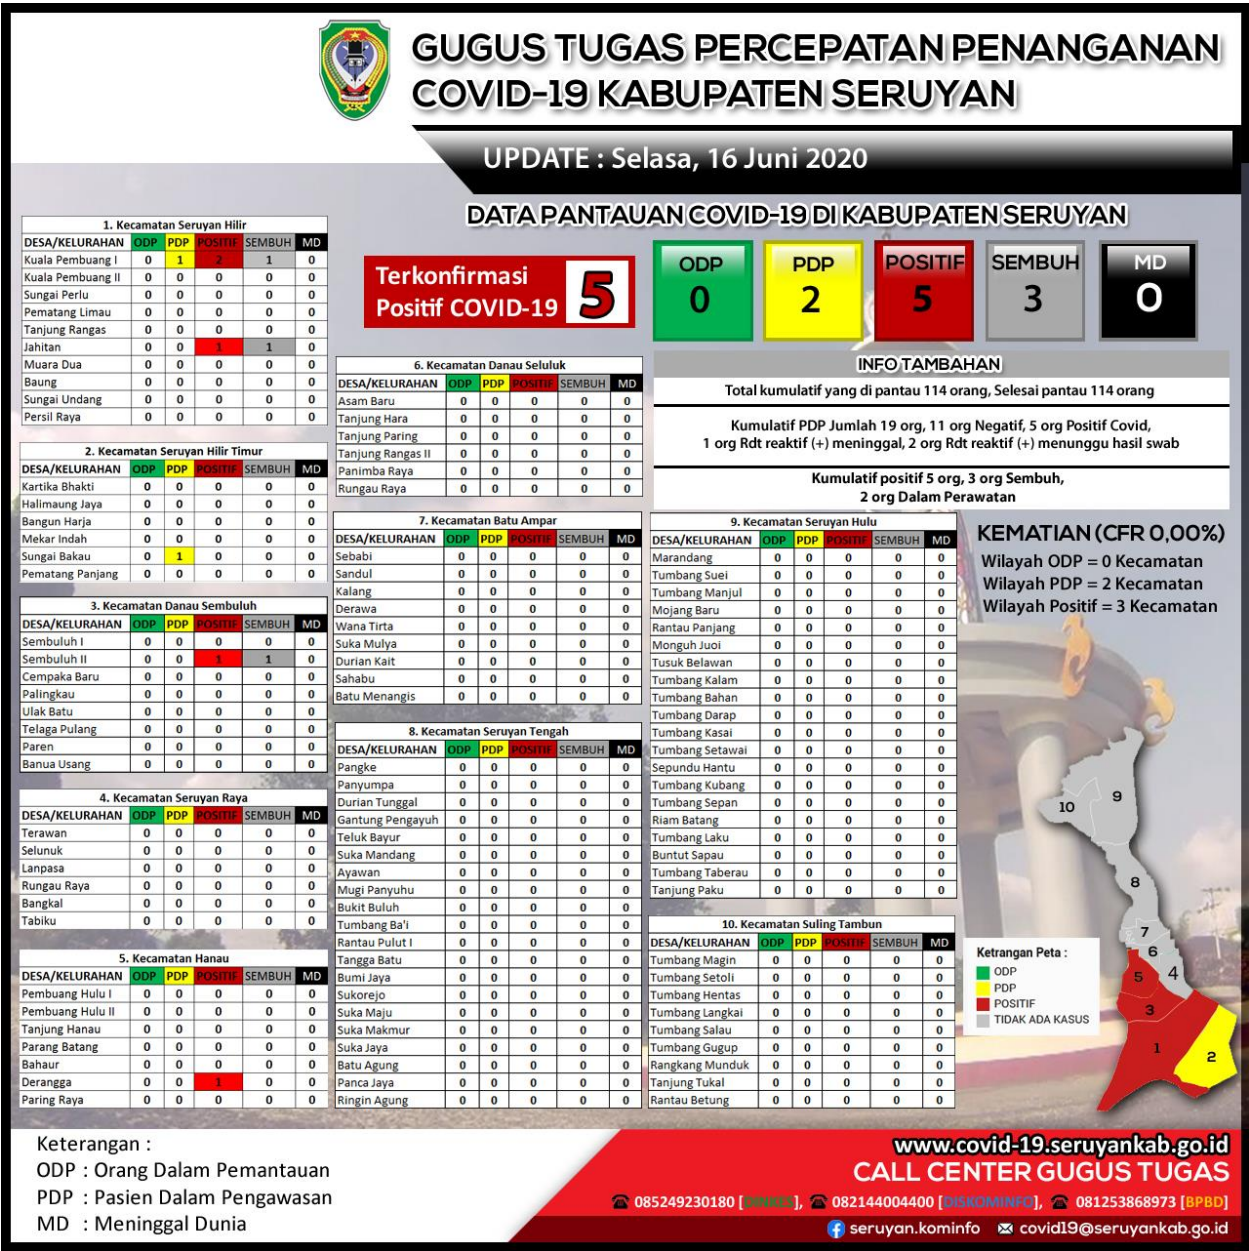 GUGUS TUGAS PERCEPATAN PENANGANAN
COVID-19 KABUPATEN SERUYAN
UPDATE : Selasa, 16 Juni 2020
DATA PANTAUAN COVID-19 DI KABUPATEN SERUYAN
Terkonfirmasi
Positif COVID-19 5
ODP 0
PDP 2
POSITIF 5
SEMBUH 3
MD 0
INFO TAMBAHAN
Total kumulatif yang di pantau 114 orang, Selesai pantau 114 orang
Kumulatif PDP Jumlah 19 org, 11 org Negatif, 5 org Positif Covid,
1 org Rdt reaktif (+) meninggal, 2 org Rdt reaktif (+) menunggu hasil swab
Kumulatif positif 5 org, 3 org Sembuh,
2 org Dalam Perawatan
1. Kecamatan Seruyan Hilir
DESA/KELURAHAN ODP PDP POSITIF SEMBUH MD
Kuala Pembuang I 0 1 2 1 0
Kuala Pembuang II 0 0 0 0 0
Sungai Perlu 0 0 0 0 0
Pematang Limau 0 0 0 0 0
Tanjung Rangas 0 0 0 0 0
Jahitan 0 0 1 1 0
Muara Dua 0 0 0 0 0
Baung 0 0 0 0 0
Sungai Undang 0 0 0 0 0
Persil Raya 0 0 0 0 0
2. Kecamatan Seruyan Hilir Timur
DESA/KELURAHAN ODP PDP POSITIF SEMBUH MD
Kartika Bhakti 0 0 0 0 0
Halimaung Jaya 0 0 0 0 0
Bangun Harja 0 0 0 0 0
Mekar Indah 0 0 0 0 0
Sungai Bakau 0 1 0 0 0
Pematang Panjang 0 0 0 0 0
3. Kecamatan Danau Sembuluh
DESA/KELURAHAN ODP PDP POSITIF SEMBUH MD
Sembuluh I 0 0 0 0 0
Sembuluh II 0 0 1 1 0
Cempaka Baru 0 0 0 0 0
Palingkau 0 0 0 0 0
Ulak Batu 0 0 0 0 0
Telaga Pulang 0 0 0 0 0
Paren 0 0 0 0 0
Banua Usang 0 0 0 0 0
4. Kecamatan Seruyan Raya
DESA/KELURAHAN ODP PDP POSITIF SEMBUH MD
Terawan 0 0 0 0 0
Selunuk 0 0 0 0 0
Lanpasa 0 0 0 0 0
Rungau Raya 0 0 0 0 0
Bangkal 0 0 0 0 0
Tabiku 0 0 0 0 0
5. Kecamatan Hanau
DESA/KELURAHAN ODP PDP POSITIF SEMBUH MD
Pembuang Hulu I 0 0 0 0 0
Pembuang Hulu II 0 0 0 0 0
Tanjung Hanau 0 0 0 0 0
Parang Batang 0 0 0 0 0
Bahaur 0 0 0 0 0
Derangga 0 0 1 0 0
Paring Raya 0 0 0 0 0
6. Kecamatan Danau Seluluk
DESA/KELURAHAN ODP PDP POSITIF SEMBUH MD
Asam Baru 0 0 0 0 0
Tanjung Hara 0 0 0 0 0
Tanjung Paring 0 0 0 0 0
Tanjung Rangas II 0 0 0 0 0
Panimba Raya 0 0 0 0 0
Rungau Raya 0 0 0 0 0
7. Kecamatan Batu Ampar
DESA/KELURAHAN ODP PDP POSITIF SEMBUH MD
Sebabi 0 0 0 0 0
Sandul 0 0 0 0 0
Kalang 0 0 0 0 0
Derawa 0 0 0 0 0
Wana Tirta 0 0 0 0 0
Suka Mulya 0 0 0 0 0
Durian Kait 0 0 0 0 0
Sahabu 0 0 0 0 0
Batu Menangis 0 0 0 0 0
8. Kecamatan Seruyan Tengah
DESA/KELURAHAN ODP PDP POSITIF SEMBUH MD
Pangke 0 0 0 0 0
Panyumpa 0 0 0 0 0
Durian Tunggal 0 0 0 0 0
Gantung Pengayuh 0 0 0 0 0
Teluk Bayur 0 0 0 0 0
Suka Mandang 0 0 0 0 0
Ayawan 0 0 0 0 0
Mugi Panyuhu 0 0 0 0 0
Bukit Buluh 0 0 0 0 0
Tumbang Ba'i 0 0 0 0 0
Rantau Pulut I 0 0 0 0 0
Tangga Batu 0 0 0 0 0
Bumi Jaya 0 0 0 0 0
Sukorejo 0 0 0 0 0
Suka Maju 0 0 0 0 0
Suka Makmur 0 0 0 0 0
Suka Jaya 0 0 0 0 0
Batu Agung 0 0 0 0 0
Panca Jaya 0 0 0 0 0
Ringin Agung 0 0 0 0 0
9. Kecamatan Seruyan Hulu
DESA/KELURAHAN ODP PDP POSITIF SEMBUH MD
Marandang 0 0 0 0 0
Tumbang Suei 0 0 0 0 0
Tumbang Manjul 0 0 0 0 0
Mojang Baru 0 0 0 0 0
Rantau Panjang 0 0 0 0 0
Monguh Juoi 0 0 0 0 0
Tusuk Belawan 0 0 0 0 0
Tumbang Kalam 0 0 0 0 0
Tumbang Bahan 0 0 0 0 0
Tumbang Darap 0 0 0 0 0
Tumbang Kasai 0 0 0 0 0
Tumbang Setawai 0 0 0 0 0
Sepundu Hantu 0 0 0 0 0
Tumbang Kubang 0 0 0 0 0
Tumbang Sepan 0 0 0 0 0
Riam Batang 0 0 0 0 0
Tumbang Laku 0 0 0 0 0
Buntut Sapau 0 0 0 0 0
Tumbang Taberau 0 0 0 0 0
Tanjung Paku 0 0 0 0 0
10. Kecamatan Suling Tambun
DESA/KELURAHAN ODP PDP POSITIF SEMBUH MD
Tumbang Magin 0 0 0 0 0
Tumbang Setoli 0 0 0 0 0
Tumbang Hentas 0 0 0 0 0
Tumbang Langkai 0 0 0 0 0
Tumbang Salau 0 0 0 0 0
Tumbang Gugup 0 0 0 0 0
Rangkang Munduk 0 0 0 0 0
Tanjung Tukal 0 0 0 0 0
Rantau Betung 0 0 0 0 0
KEMATIAN (CFR 0,00%)
Wilayah ODP = 0 Kecamatan
Wilayah PDP = 2 Kecamatan
Wilayah Positif = 3 Kecamatan
10
9
8
7
6
5
4
3
1
2
Ketrangan Peta :
ODP
PDP
POSITIF
TIDAK ADA KASUS
Keterangan :
ODP : Orang Dalam Pemantauan
PDP : Pasien Dalam Pengawasan
MD : Meninggal Dunia
www.covid-19.seruyankab.go.id
CALL CENTER GUGUS TUGAS
085249230180 [DINKES], 082144004400 [DISKOMINFO], 081253868973 [BPBD]
seruyan.kominfo covid19@seruyankab.go.id